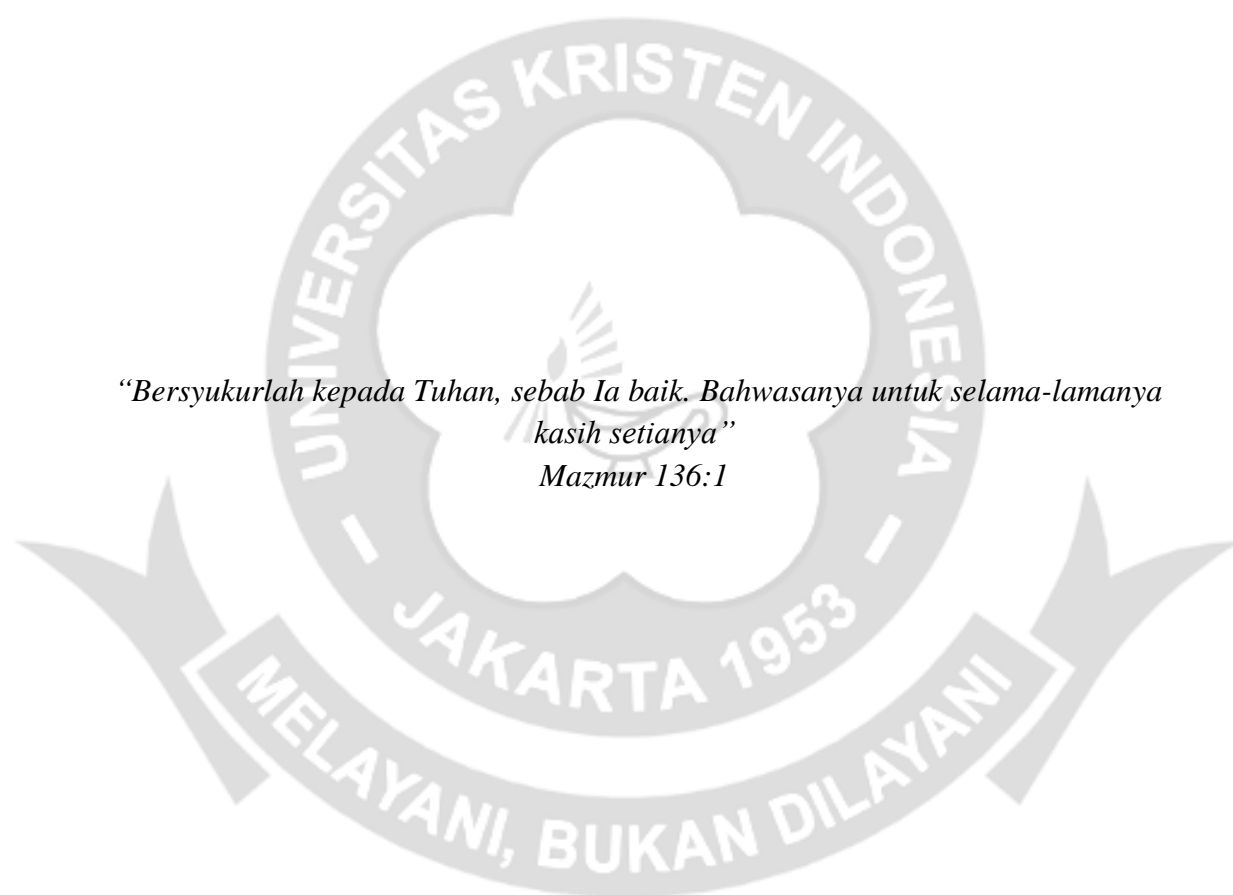 UNIVERSITAS KRISTEN INDONESIA
“Bersyukurlah kepada Tuhan, sebab Ia baik. Bahwasanya untuk selama-lamanya
kasih setianya”
Mazmur 136:1
– JAKARTA 1953 –
MELAYANI, BUKAN DILAYANI